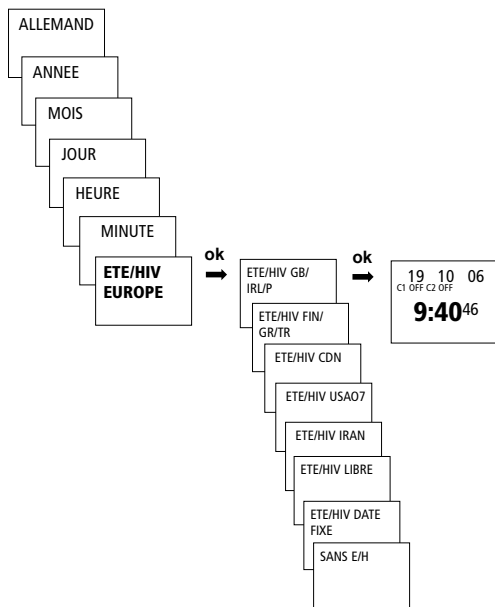 ALLEMAND
ANNEE
MOIS
JOUR
HEURE
MINUTE
ETE/HIV
EUROPE
ok
ETE/HIV GB/
IRL/P
ETE/HIV FIN/
GR/TR
ETE/HIV CDN
ETE/HIV USA07
ETE/HIV IRAN
ETE/HIV LIBRE
ETE/HIV DATE
FIXE
SANS E/H
ok
19 10 06
C1 OFF C2 OFF
9:40 46